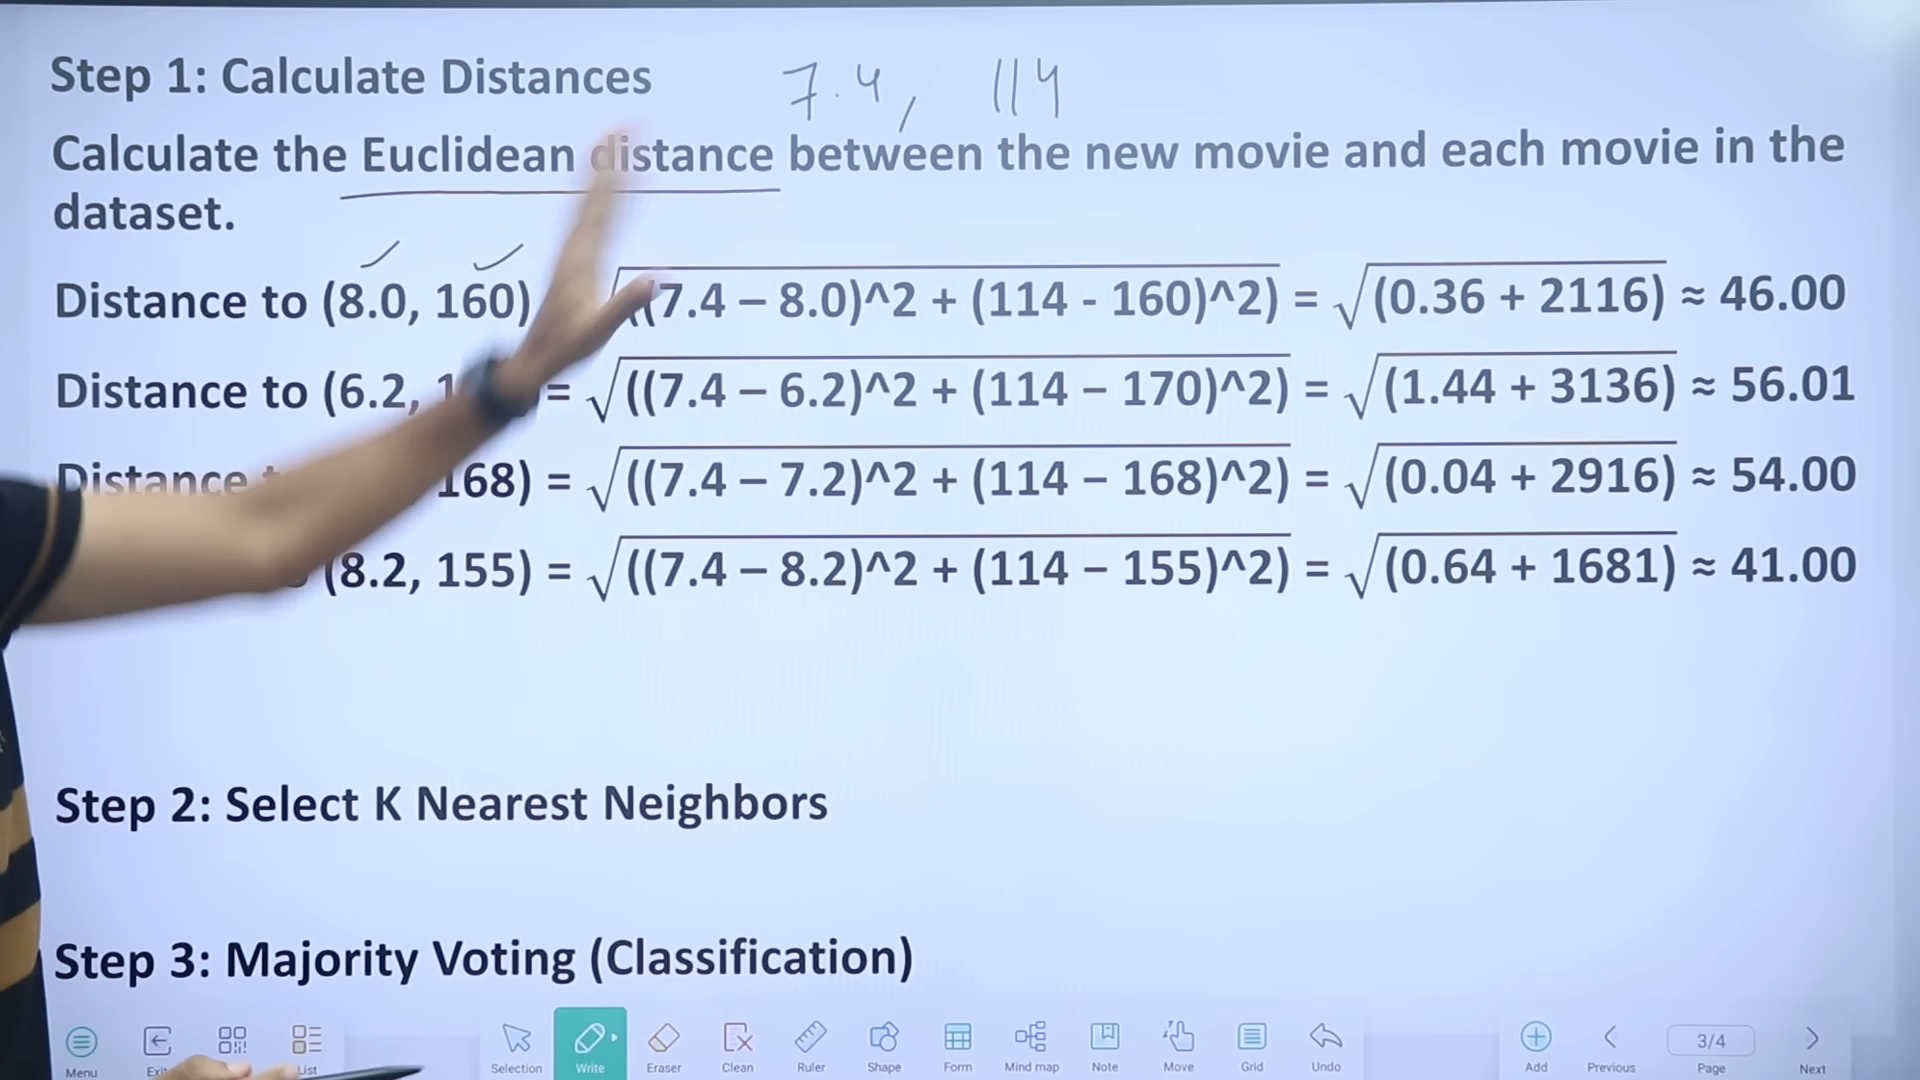 Step 1: Calculate Distances 7.4, 114
Calculate the Euclidean distance between the new movie and each movie in the
dataset.
Distance to (8.0, 160) √((7.4 – 8.0)^2 + (114 - 160)^2) = √(0.36 + 2116) ≈ 46.00
Distance to (6.2, = √((7.4 – 6.2)^2 + (114 – 170)^2) = √(1.44 + 3136) ≈ 56.01
Distance 168) = √((7.4 – 7.2)^2 + (114 – 168)^2) = √(0.04 + 2916) ≈ 54.00
(8.2, 155) = √((7.4 – 8.2)^2 + (114 – 155)^2) = √(0.64 + 1681) ≈ 41.00
Step 2: Select K Nearest Neighbors
Step 3: Majority Voting (Classification)
Menu List Selection Write Eraser Clean Ruler Shape Form Mind map Note Move Grid Undo Add Previous 3/4 Page Next